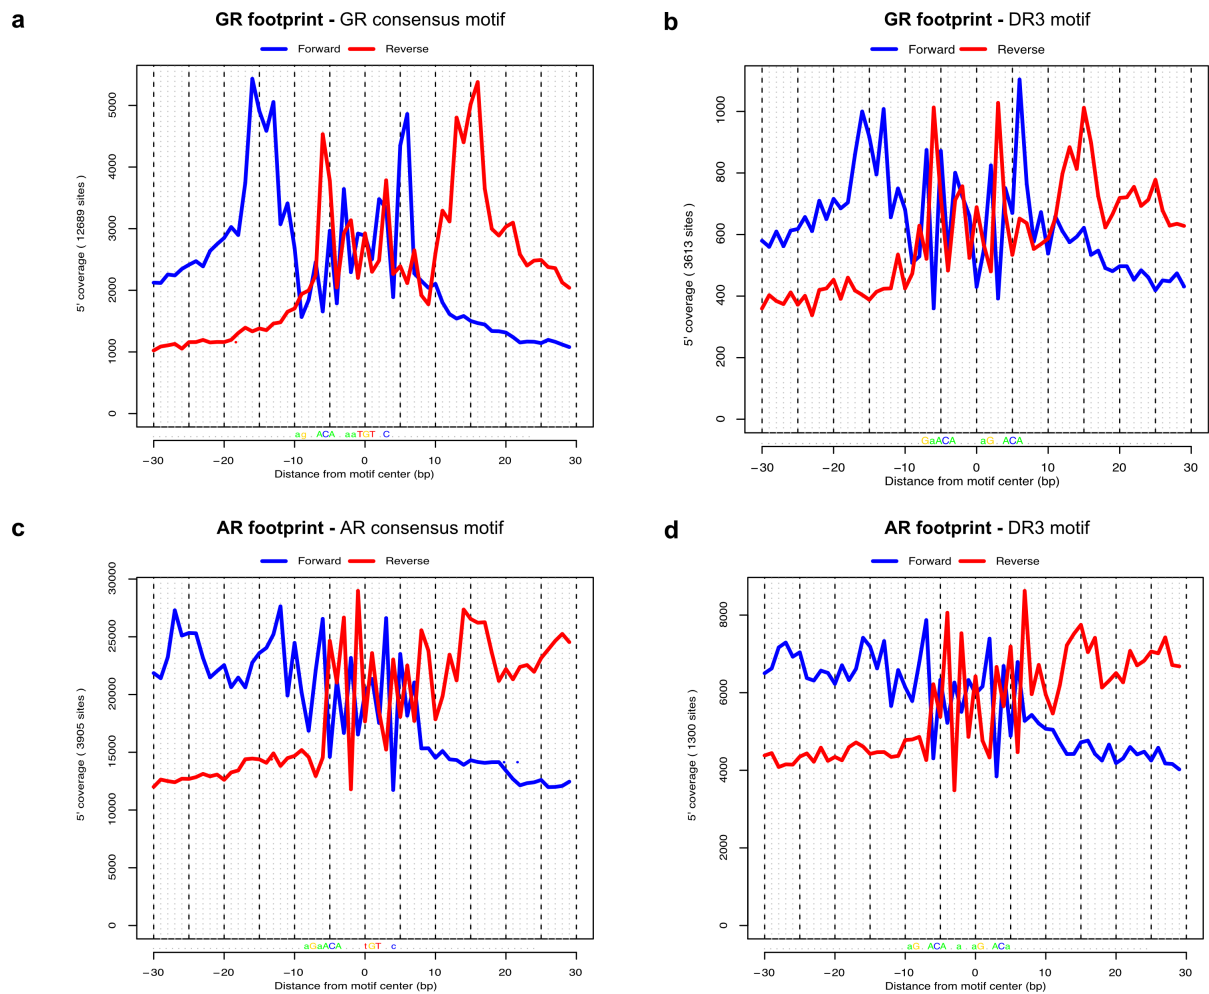 a
GR footprint - GR consensus motif
Forward Reverse
5' coverage ( 12689 sites )
0 1000 2000 3000 4000 5000
ag . ACA . . aaTGT . C
−30 −20 −10 0 10 20 30
Distance from motif center (bp)
b
GR footprint - DR3 motif
Forward Reverse
5' coverage ( 3613 sites )
0 200 400 600 800 1000
GaACA . . . aG . ACA
−30 −20 −10 0 10 20 30
Distance from motif center (bp)
c
AR footprint - AR consensus motif
Forward Reverse
5' coverage ( 3905 sites )
0 5000 10000 15000 20000 25000 30000
aGaACA . . . tGT . c
−30 −20 −10 0 10 20 30
Distance from motif center (bp)
d
AR footprint - DR3 motif
Forward Reverse
5' coverage ( 1300 sites )
0 2000 4000 6000 8000
aG . ACA . a . aG . ACa
−30 −20 −10 0 10 20 30
Distance from motif center (bp)